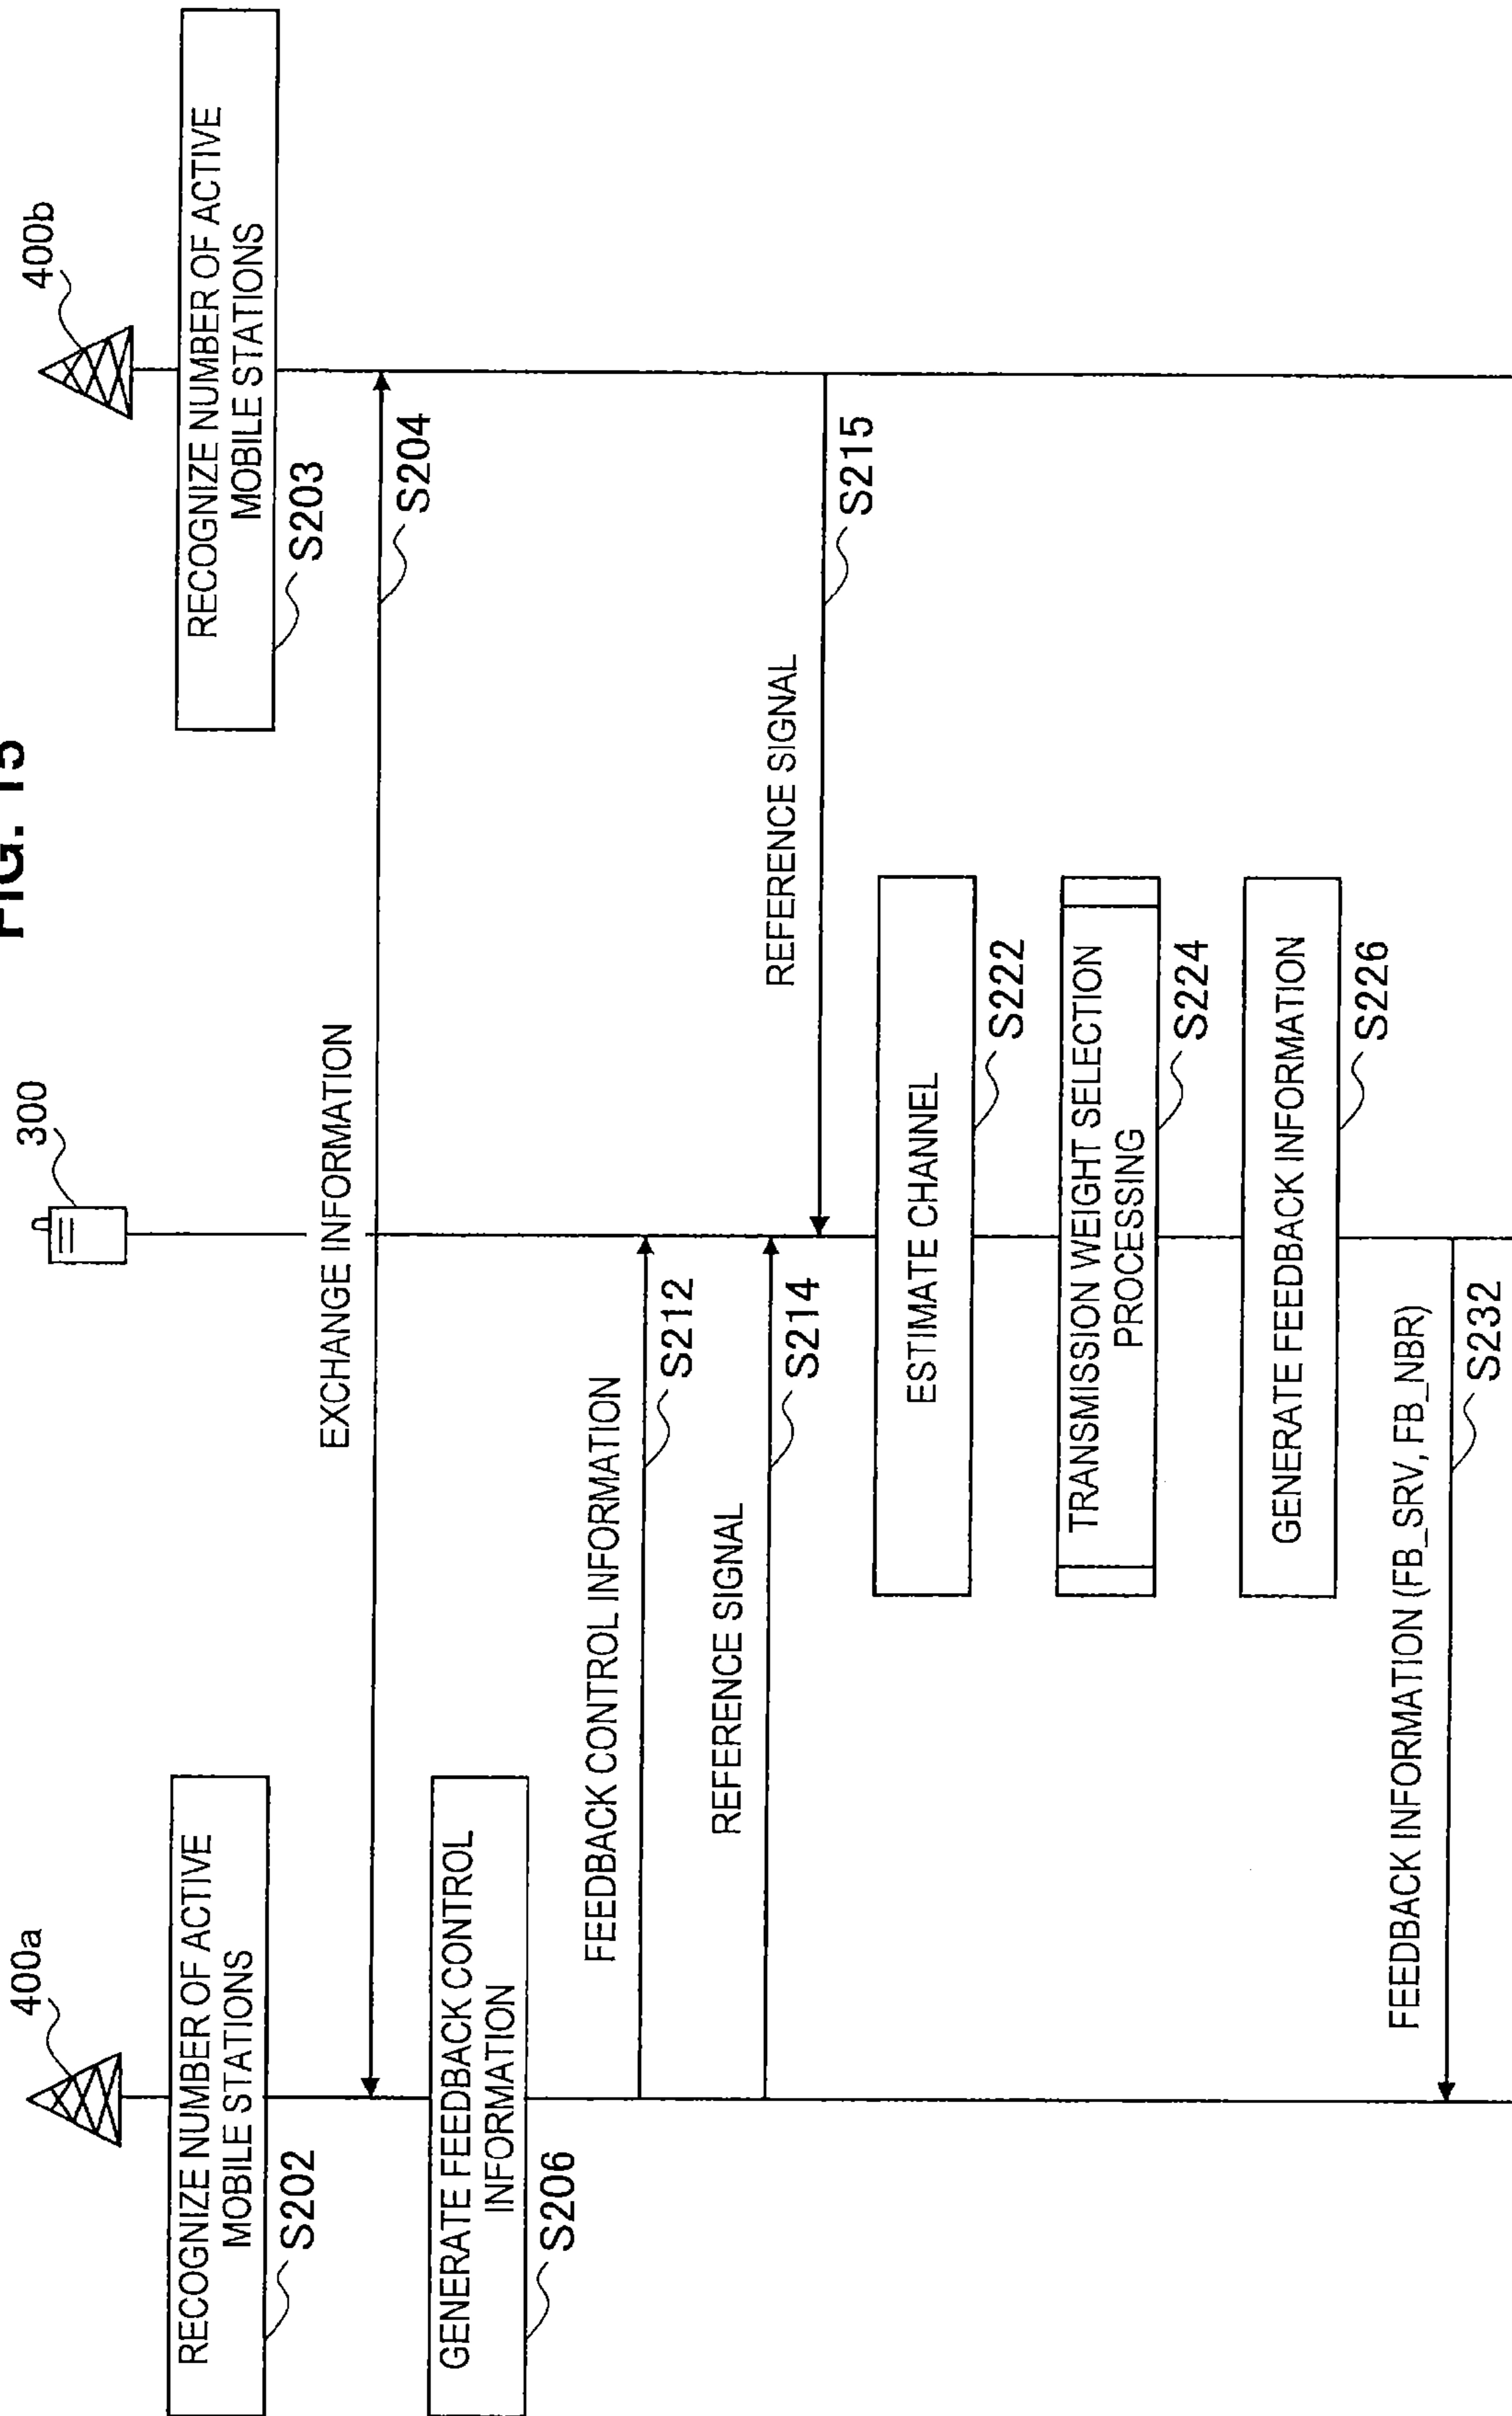 FIG. 15
400a
300
400b
RECOGNIZE NUMBER OF ACTIVE
MOBILE STATIONS
S202
RECOGNIZE NUMBER OF ACTIVE
MOBILE STATIONS
S203
EXCHANGE INFORMATION
S204
GENERATE FEEDBACK CONTROL
INFORMATION
S206
FEEDBACK CONTROL INFORMATION
S212
REFERENCE SIGNAL
S214
REFERENCE SIGNAL
S215
ESTIMATE CHANNEL
S222
TRANSMISSION WEIGHT SELECTION
PROCESSING
S224
GENERATE FEEDBACK INFORMATION
S226
FEEDBACK INFORMATION (FB_SRV, FB_NBR)
S232